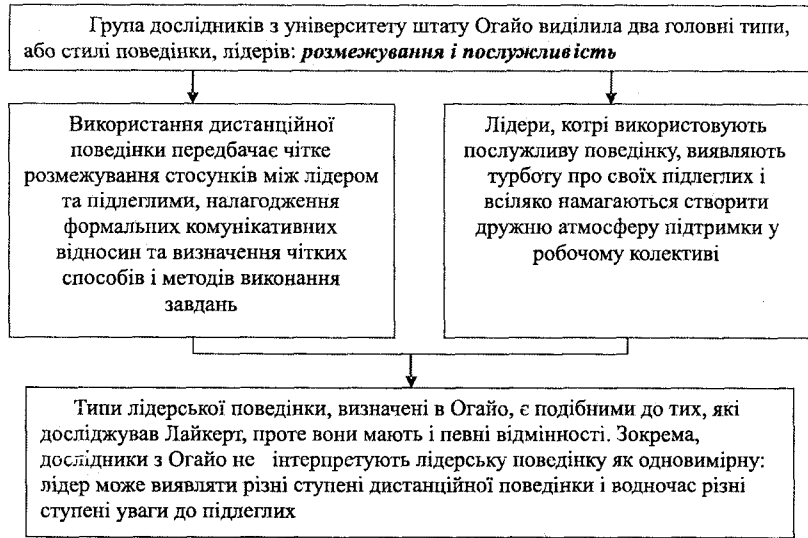 Група дослідників з університету штату Огайо виділила два головні типи,
або стилі поведінки, лідерів: розмежування і послужливість
Використання дистанційної
поведінки передбачає чітке
розмежування стосунків між лідером
та підлеглими, налагодження
формальних комунікативних
відносин та визначення чітких
способів і методів виконання
завдань
Лідери, котрі використовують
послужливу поведінку, виявляють
турботу про своїх підлеглих і
всіляко намагаються створити
дружню атмосферу підтримки у
робочому колективі
Типи лідерської поведінки, визначені в Огайо, є подібними до тих, які
досліджував Лайкерт, проте вони мають і певні відмінності. Зокрема,
дослідники з Огайо не інтерпретують лідерську поведінку як одновимірну:
лідер може виявляти різні ступені дистанційної поведінки і водночас різні
ступені уваги до підлеглих